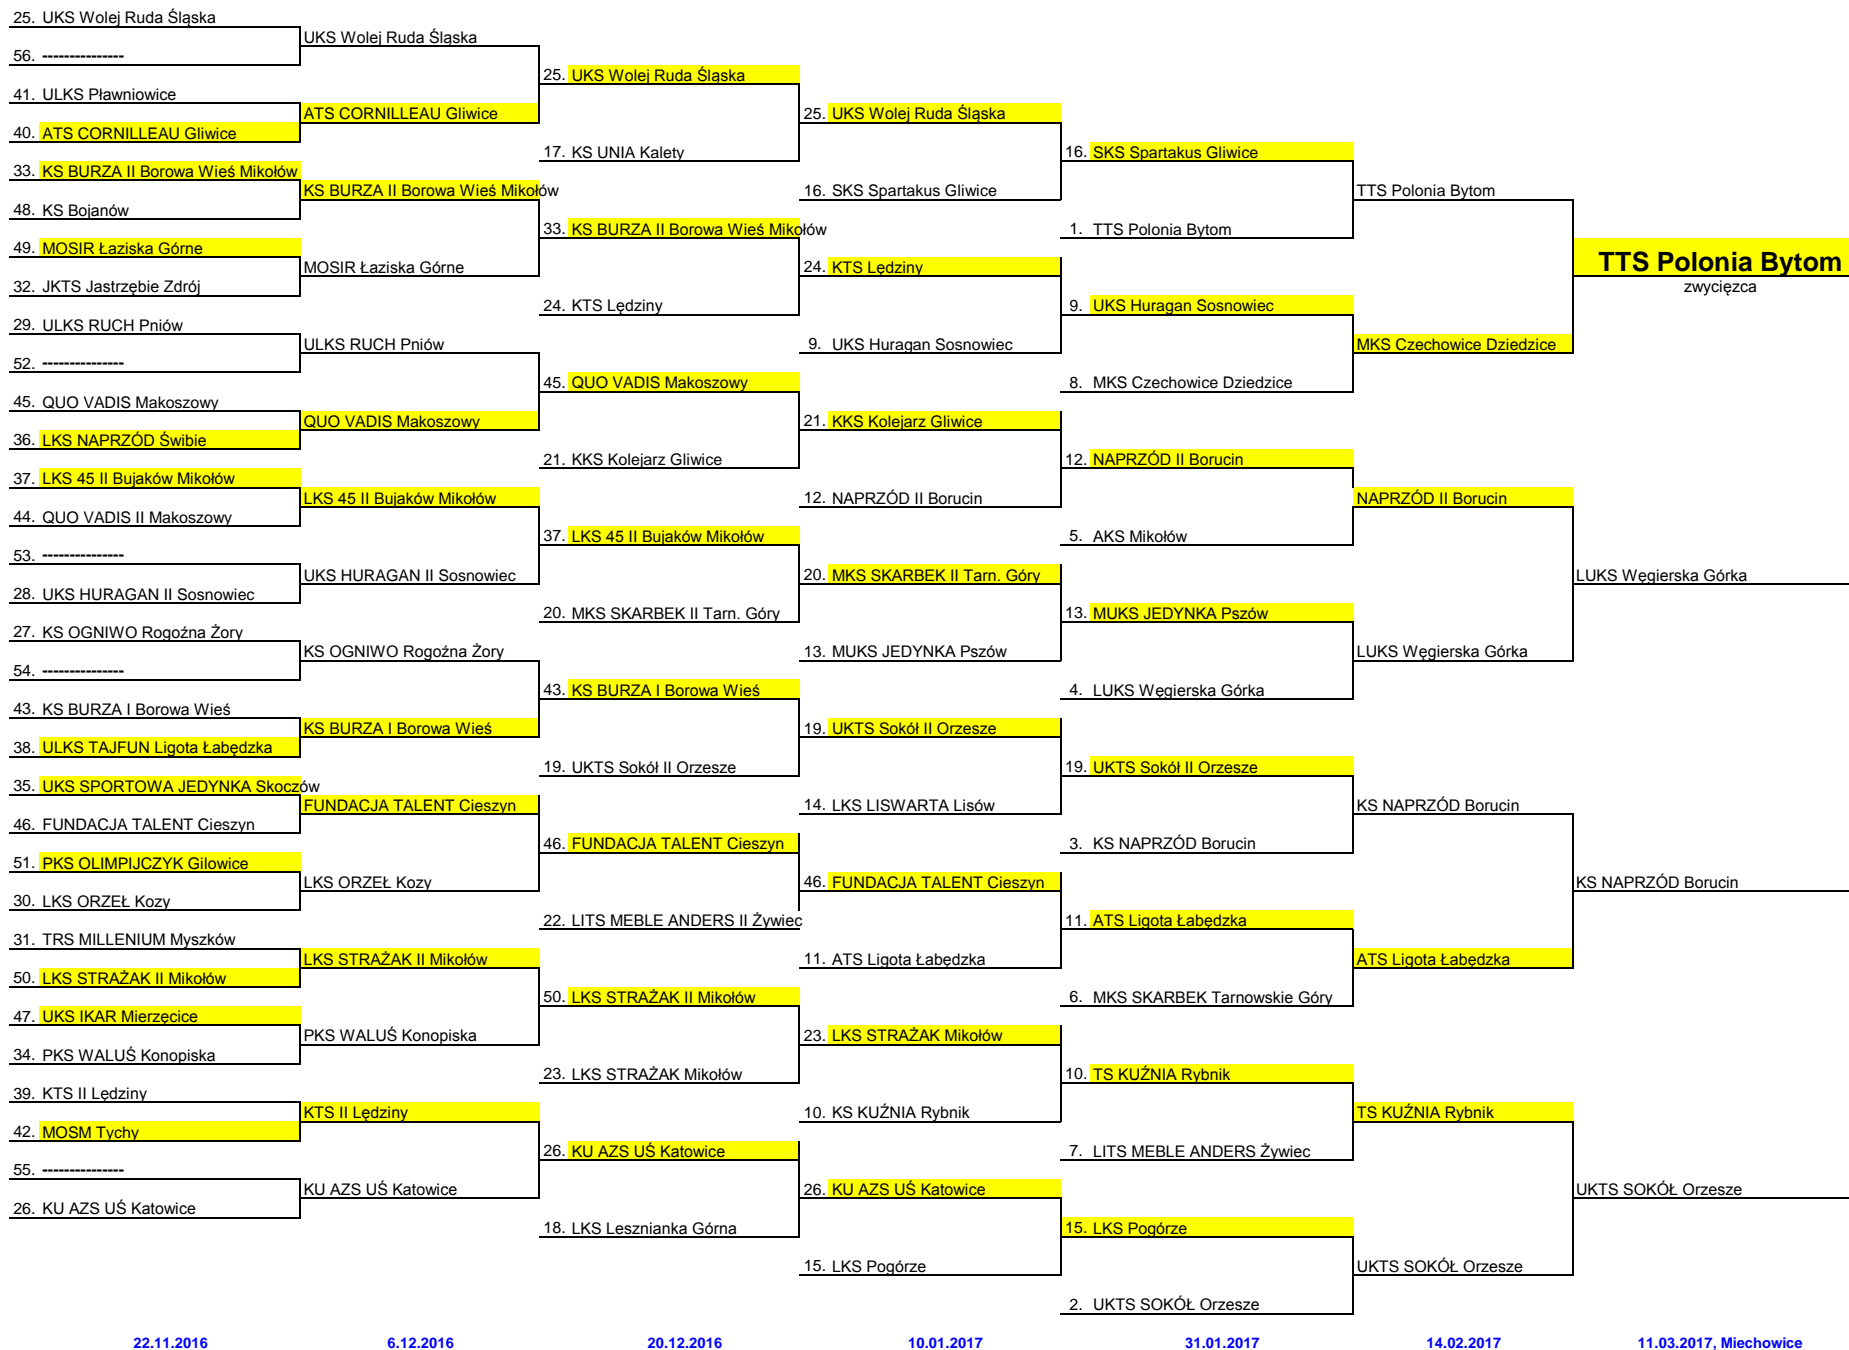 25. UKS Wolej Ruda Śląska
56. ---------------
41. ULKS Pławniowice
40. ATS CORNILLEAU Gliwice
33. KS BURZA II Borowa Wieś Mikołów
48. KS Bojanów
49. MOSIR Łaziska Górne
32. JKTS Jastrzębie Zdrój
29. ULKS RUCH Pniów
52. ---------------
45. QUO VADIS Makoszowy
36. LKS NAPRZÓD Świbie
37. LKS 45 II Bujaków Mikołów
44. QUO VADIS II Makoszowy
53. ---------------
28. UKS HURAGAN II Sosnowiec
27. KS OGNIWO Rogoźna Żory
54. ---------------
43. KS BURZA I Borowa Wieś
38. ULKS TAJFUN Ligota Łabędzka
35. UKS SPORTOWA JEDYNKA Skoczów
46. FUNDACJA TALENT Cieszyn
51. PKS OLIMPIJCZYK Gilowice
30. LKS ORZEŁ Kozy
31. TRS MILLENIUM Myszków
50. LKS STRAŻAK II Mikołów
47. UKS IKAR Mierzęcice
34. PKS WALUŚ Konopiska
39. KTS II Lędziny
42. MOSM Tychy
55. ---------------
26. KU AZS UŚ Katowice
22.11.2016
UKS Wolej Ruda Śląska
ATS CORNILLEAU Gliwice
KS BURZA II Borowa Wieś Mikołów
MOSIR Łaziska Górne
ULKS RUCH Pniów
QUO VADIS Makoszowy
LKS 45 II Bujaków Mikołów
UKS HURAGAN II Sosnowiec
KS OGNIWO Rogoźna Żory
KS BURZA I Borowa Wieś
FUNDACJA TALENT Cieszyn
LKS ORZEŁ Kozy
LKS STRAŻAK II Mikołów
PKS WALUŚ Konopiska
KTS II Lędziny
KU AZS UŚ Katowice
6.12.2016
25. UKS Wolej Ruda Śląska
17. KS UNIA Kalety
33. KS BURZA II Borowa Wieś Mikołów
24. KTS Lędziny
45. QUO VADIS Makoszowy
21. KKS Kolejarz Gliwice
37. LKS 45 II Bujaków Mikołów
20. MKS SKARBEK II Tarn. Góry
43. KS BURZA I Borowa Wieś
19. UKTS Sokół II Orzesze
46. FUNDACJA TALENT Cieszyn
22. LITS MEBLE ANDERS II Żywiec
50. LKS STRAŻAK II Mikołów
23. LKS STRAŻAK Mikołów
26. KU AZS UŚ Katowice
18. LKS Lesznianka Górna
20.12.2016
25. UKS Wolej Ruda Śląska
16. SKS Spartakus Gliwice
24. KTS Lędziny
9. UKS Huragan Sosnowiec
21. KKS Kolejarz Gliwice
12. NAPRZÓD II Borucin
20. MKS SKARBEK II Tarn. Góry
13. MUKS JEDYNKA Pszów
19. UKTS Sokół II Orzesze
14. LKS LISWARTA Lisów
46. FUNDACJA TALENT Cieszyn
11. ATS Ligota Łabędzka
23. LKS STRAŻAK Mikołów
10. KS KUŹNIA Rybnik
26. KU AZS UŚ Katowice
15. LKS Pogórze
10.01.2017
16. SKS Spartakus Gliwice
1. TTS Polonia Bytom
9. UKS Huragan Sosnowiec
8. MKS Czechowice Dziedzice
12. NAPRZÓD II Borucin
5. AKS Mikołów
13. MUKS JEDYNKA Pszów
4. LUKS Węgierska Górka
19. UKTS Sokół II Orzesze
3. KS NAPRZÓD Borucin
11. ATS Ligota Łabędzka
6. MKS SKARBEK Tarnowskie Góry
10. TS KUŹNIA Rybnik
7. LITS MEBLE ANDERS Żywiec
15. LKS Pogórze
2. UKTS SOKÓŁ Orzesze
31.01.2017
TTS Polonia Bytom
MKS Czechowice Dziedzice
NAPRZÓD II Borucin
LUKS Węgierska Górka
KS NAPRZÓD Borucin
ATS Ligota Łabędzka
TS KUŹNIA Rybnik
UKTS SOKÓŁ Orzesze
14.02.2017
TTS Polonia Bytom
zwycięzca
LUKS Węgierska Górka
KS NAPRZÓD Borucin
UKTS SOKÓŁ Orzesze
11.03.2017, Miechowice